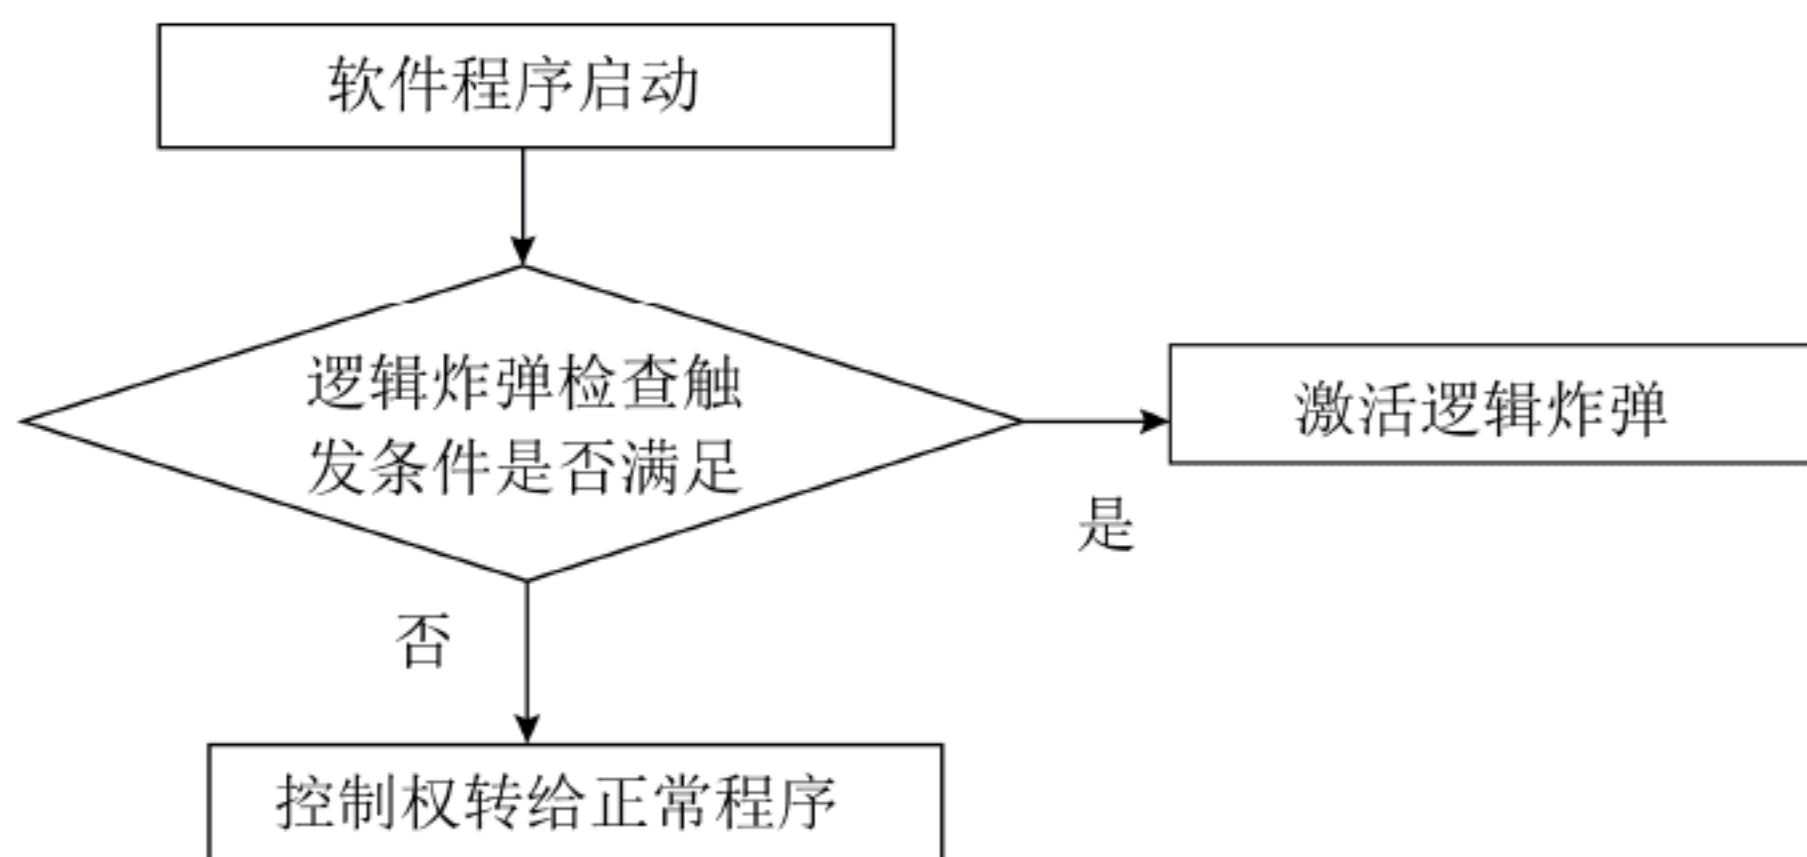 软件程序启动
逻辑炸弹检查触
发条件是否满足
激活逻辑炸弹
是
否
控制权转给正常程序